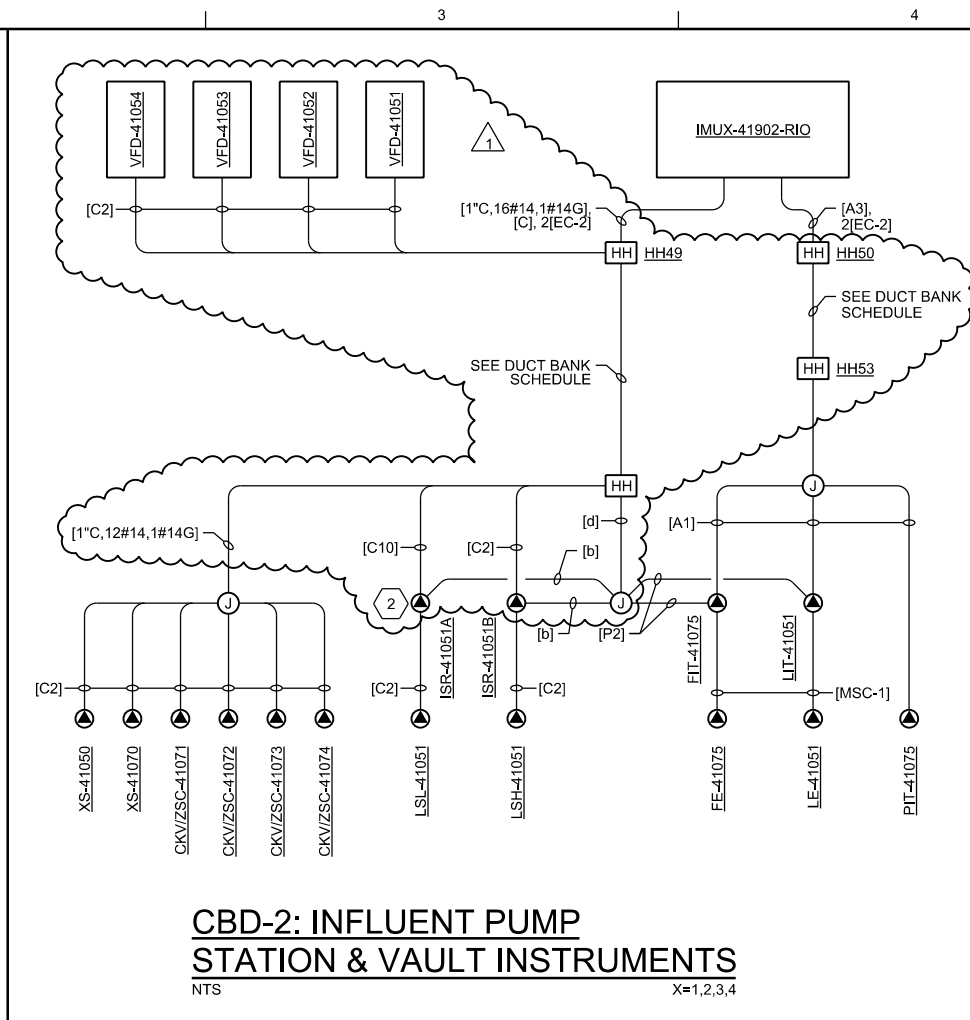 3
4
VFD-41054
VFD-41053
VFD-41052
VFD-41051
IMUX-41902-RIO
1
[C2]
[1"C,16#14,1#14G],
[C], 2[EC-2]
[A3],
2[EC-2]
HH
HH49
HH
HH50
SEE DUCT BANK
SCHEDULE
SEE DUCT BANK
SCHEDULE
HH
HH53
HH
J
[1"C,12#14,1#14G]
[C10]
[C2]
[d]
[A1]
[b]
J
2
J
[b]
[P2]
ISR-41051A
ISR-41051B
FIT-41075
LIT-41051
[C2]
[C2]
[C2]
[MSC-1]
XS-41050
XS-41070
CKV/ZSC-41071
CKV/ZSC-41072
CKV/ZSC-41073
CKV/ZSC-41074
LSL-41051
LSH-41051
FE-41075
LE-41051
PIT-41075
CBD-2: INFLUENT PUMP
STATION & VAULT INSTRUMENTS
NTS
X=1,2,3,4